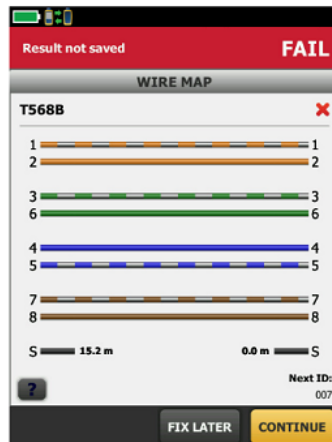 Result not saved FAIL
WIRE MAP
T568B
1 1
2 2
3 3
6 6
4 4
5 5
7 7
8 8
S 15.2 m 0.0 m S
Next ID:
? 007
FIX LATER CONTINUE